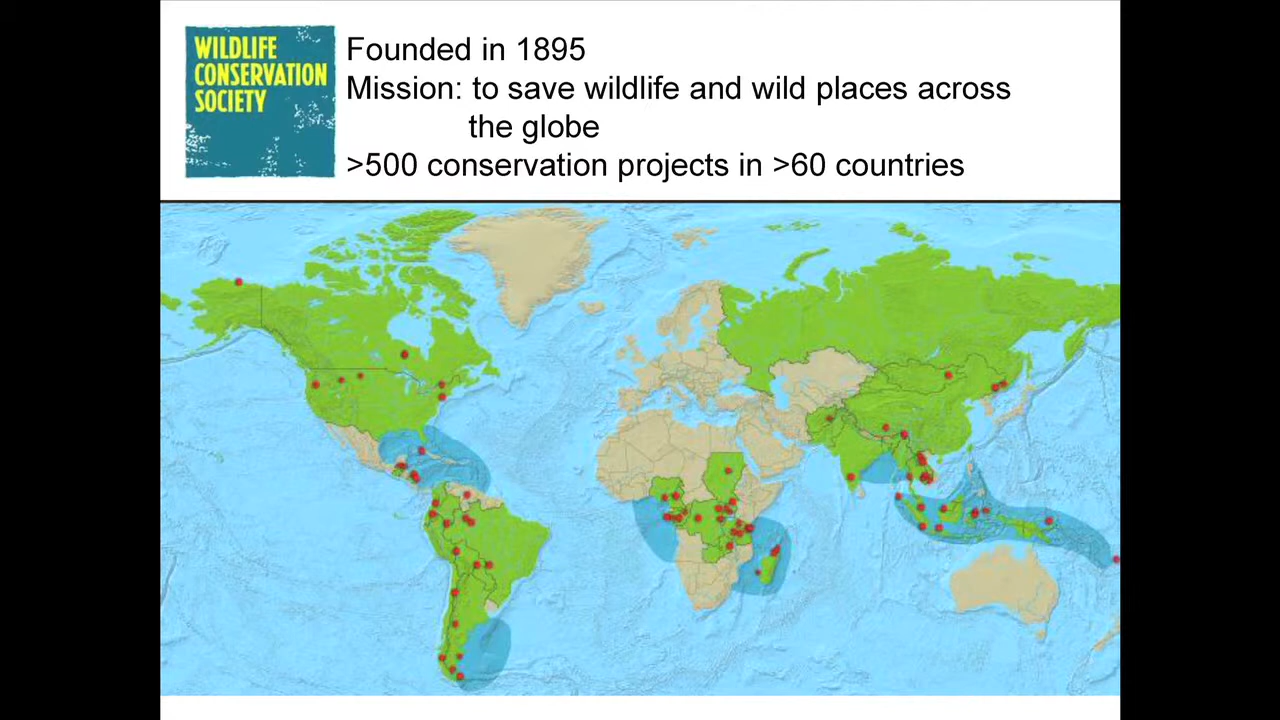 WILDLIFE
CONSERVATION
SOCIETY
Founded in 1895
Mission: to save wildlife and wild places across
the globe
>500 conservation projects in >60 countries